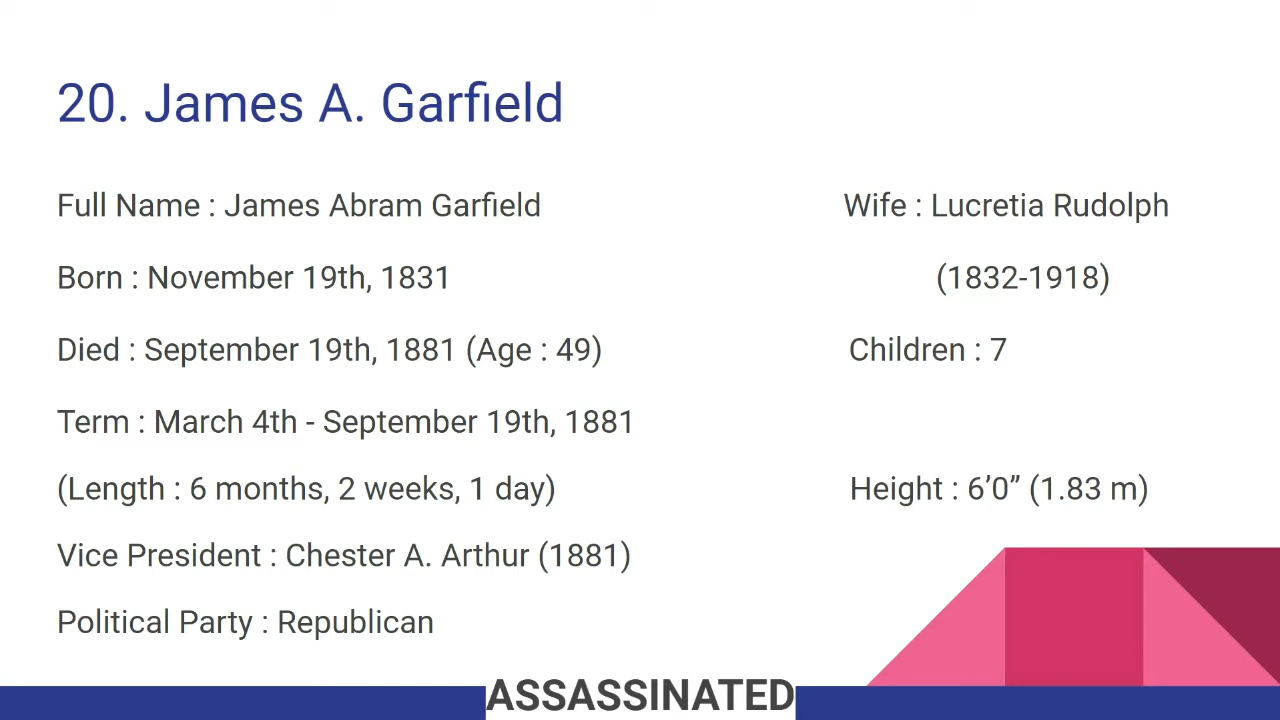 20. James A. Garfield
Full Name : James Abram Garfield
Wife : Lucretia Rudolph
Born : November 19th, 1831
(1832-1918)
Died : September 19th, 1881 (Age : 49)
Children : 7
Term : March 4th - September 19th, 1881
(Length : 6 months, 2 weeks, 1 day)
Height : 6’0” (1.83 m)
Vice President : Chester A. Arthur (1881)
Political Party : Republican
ASSASSINATED